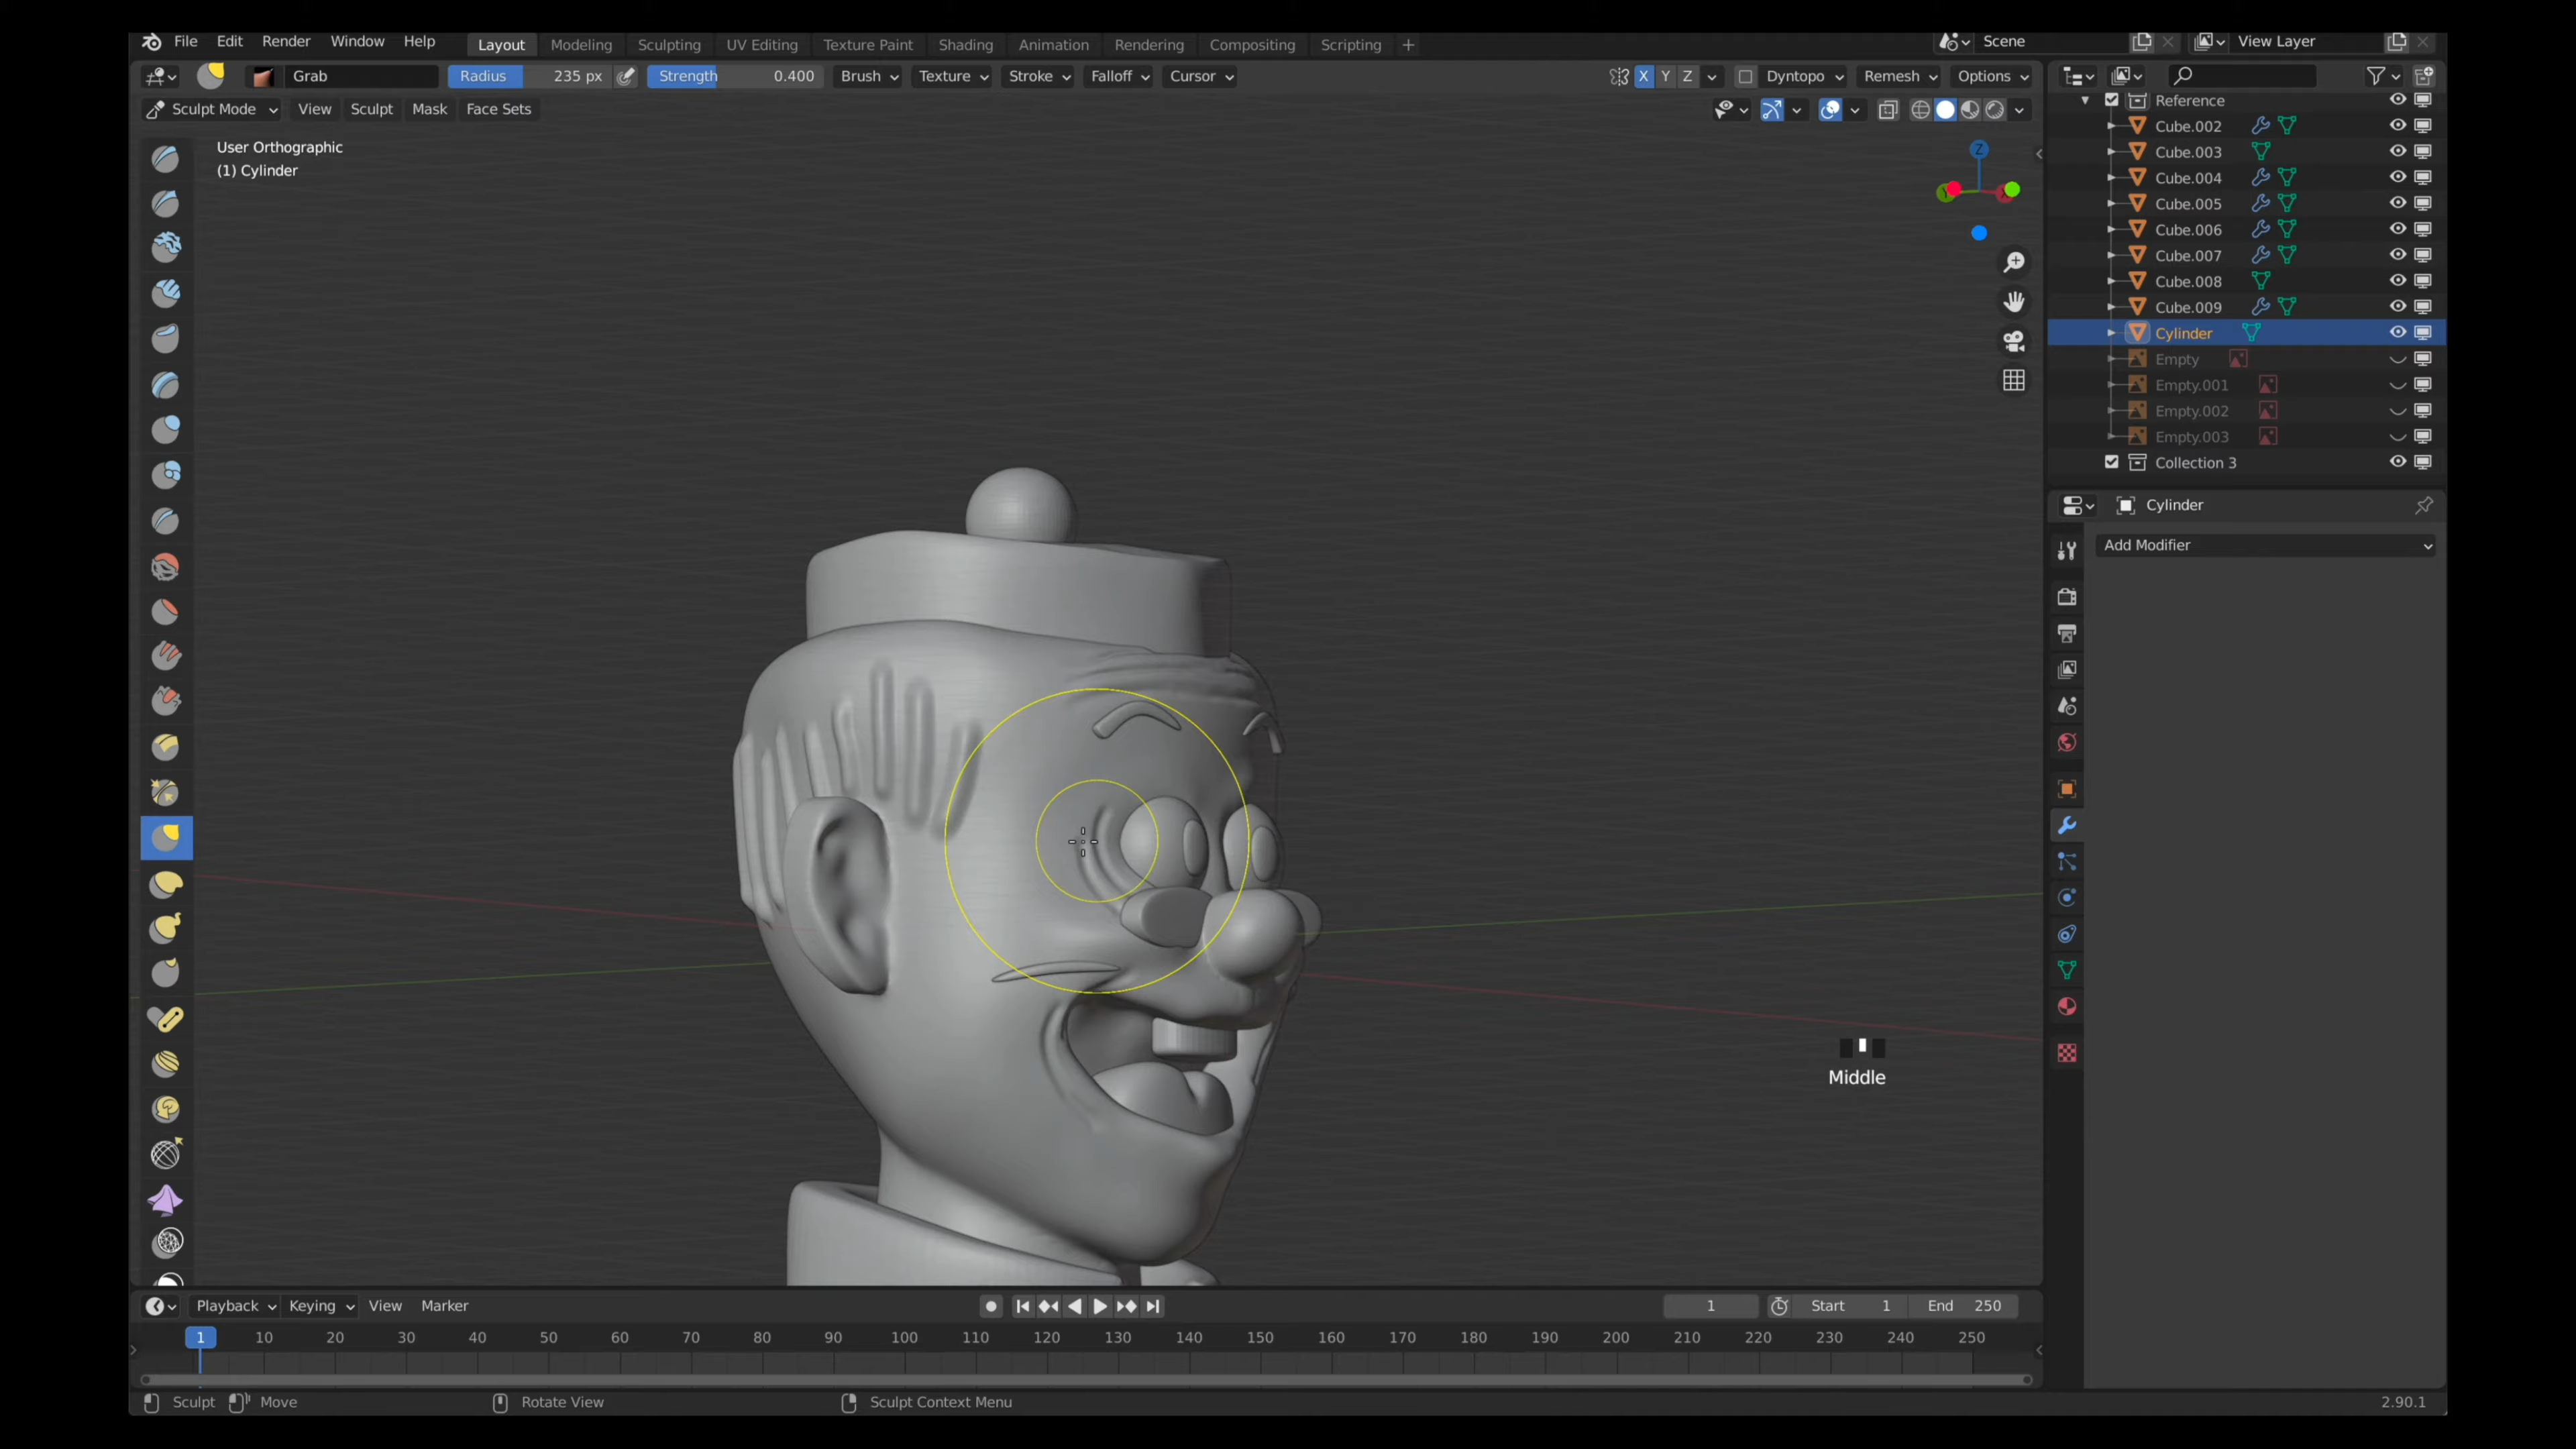 File Edit Render Window Help Layout Modeling Sculpting UV Editing Texture Paint Shading Animation Rendering Compositing Scripting + Scene View Layer
Grab Radius 235 px Strength 0.400 Brush Texture Stroke Falloff Cursor X Y Z Dyntopo Remesh Options
Sculpt Mode View Sculpt Mask Face Sets
User Orthographic
(1) Cylinder
Z
Reference
Cube.002
Cube.003
Cube.004
Cube.005
Cube.006
Cube.007
Cube.008
Cube.009
Cylinder
Empty
Empty.001
Empty.002
Empty.003
Collection 3
Cylinder
Add Modifier
Middle
Playback Keying View Marker 1 Start 1 End 250
1 10 20 30 40 50 60 70 80 90 100 110 120 130 140 150 160 170 180 190 200 210 220 230 240 250
Sculpt Move Rotate View Sculpt Context Menu 2.90.1